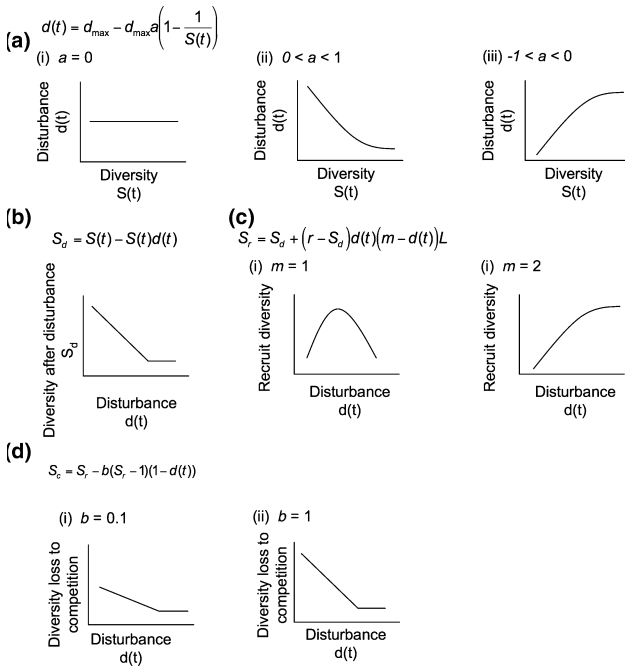 (a)
d(t) = d_max − d_max a(1 − 1/S(t))
(i) a = 0
(ii) 0 < a < 1
(iii) -1 < a < 0
Disturbance
d(t)
Diversity
S(t)
Disturbance
d(t)
Diversity
S(t)
Disturbance
d(t)
Diversity
S(t)
(b)
S_d = S(t) − S(t)d(t)
Diversity after disturbance
S_d
Disturbance
d(t)
(c)
S_r = S_d + (r − S_d)d(t)(m − d(t))L
(i) m = 1
(i) m = 2
Recruit diversity
Disturbance
d(t)
Recruit diversity
Disturbance
d(t)
(d)
S_c = S_r − b(S_r − 1)(1 − d(t))
(i) b = 0.1
(ii) b = 1
Diversity loss to
competition
Disturbance
d(t)
Diversity loss to
competition
Disturbance
d(t)